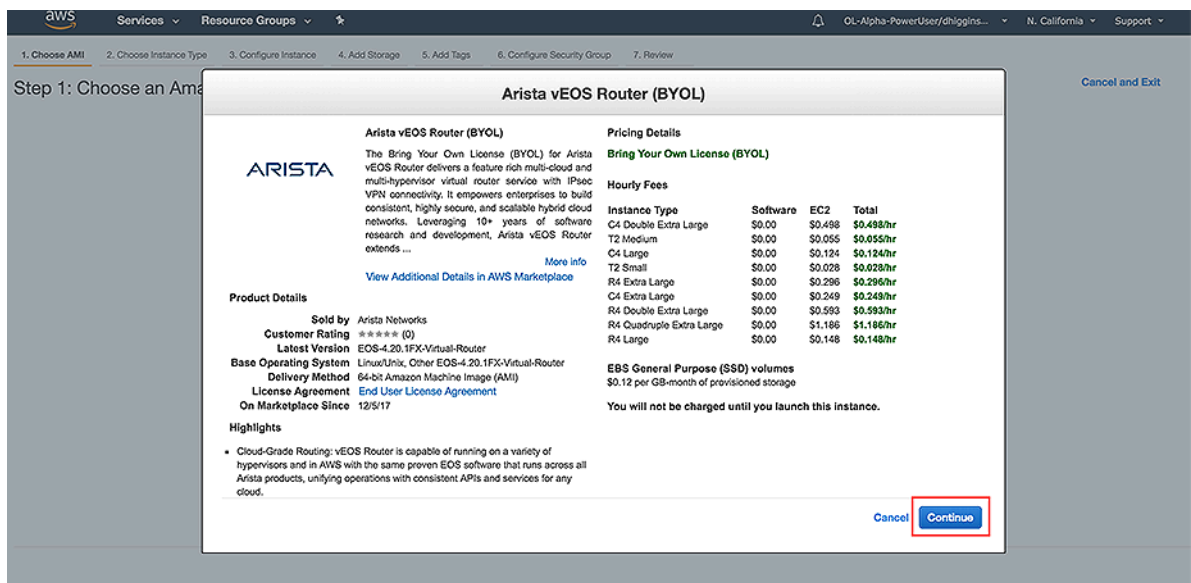 aws Services Resource Groups OL-Alpha-PowerUser/dhiggins... N. California Support
1. Choose AMI 2. Choose Instance Type 3. Configure Instance 4. Add Storage 5. Add Tags 6. Configure Security Group 7. Review
Step 1: Choose an Ama
Cancel and Exit
Arista vEOS Router (BYOL)
ARISTA
Arista vEOS Router (BYOL)
The Bring Your Own License (BYOL) for Arista
vEOS Router delivers a feature rich multi-cloud and
multi-hypervisor virtual router service with IPsec
VPN connectivity. It empowers enterprises to build
consistent, highly secure, and scalable hybrid cloud
networks. Leveraging 10+ years of software
research and development, Arista vEOS Router
extends ...
More info
View Additional Details in AWS Marketplace
Product Details
Sold by Arista Networks
Customer Rating ★★★★★ (0)
Latest Version EOS-4.20.1FX-Virtual-Router
Base Operating System Linux/Unix, Other EOS-4.20.1FX-Virtual-Router
Delivery Method 64-bit Amazon Machine Image (AMI)
License Agreement End User License Agreement
On Marketplace Since 12/5/17
Highlights
• Cloud-Grade Routing: vEOS Router is capable of running on a variety of
hypervisors and in AWS with the same proven EOS software that runs across all
Arista products, unifying operations with consistent APIs and services for any
cloud.
Pricing Details
Bring Your Own License (BYOL)
Hourly Fees
Instance Type Software EC2 Total
C4 Double Extra Large $0.00 $0.498 $0.498/hr
T2 Medium $0.00 $0.055 $0.055/hr
C4 Large $0.00 $0.124 $0.124/hr
T2 Small $0.00 $0.028 $0.028/hr
R4 Extra Large $0.00 $0.296 $0.296/hr
C4 Extra Large $0.00 $0.249 $0.249/hr
R4 Double Extra Large $0.00 $0.593 $0.593/hr
R4 Quadruple Extra Large $0.00 $1.186 $1.186/hr
R4 Large $0.00 $0.148 $0.148/hr
EBS General Purpose (SSD) volumes
$0.12 per GB-month of provisioned storage
You will not be charged until you launch this instance.
Cancel Continue